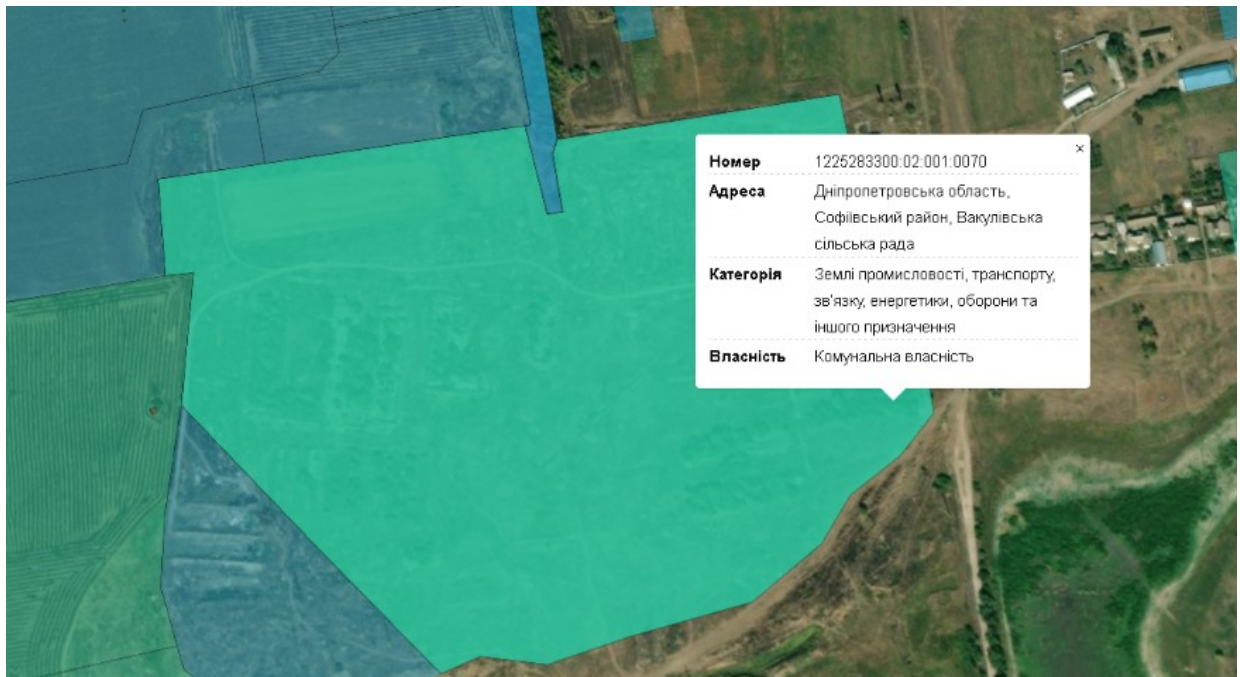 ×
Номер 1225283300:02:001:0070
Адреса Дніпропетровська область,
Софіївський район, Вакулівська
сільська рада
Категорія Землі промисловості, транспорту,
зв'язку, енергетики, оборони та
іншого призначення
Власність Комунальна власність